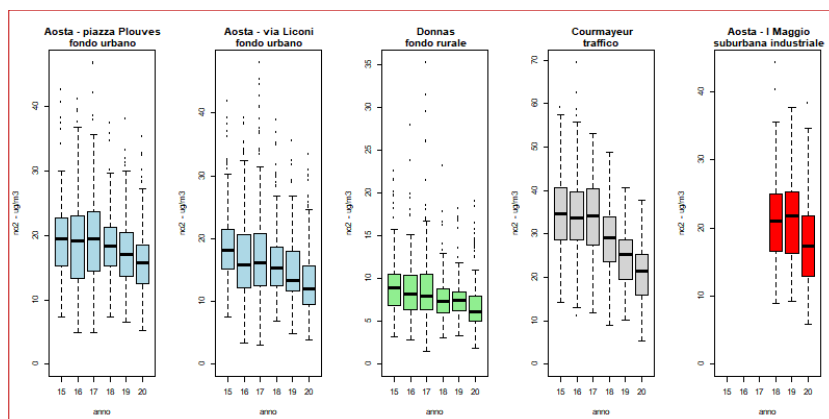 Aosta - piazza Plouves
fondo urbano
no2 - ug/m3
0
10
20
30
40
15 16 17 18 19 20
anno
Aosta - via Liconi
fondo urbano
no2 - ug/m3
0
10
20
30
40
15 16 17 18 19 20
anno
Donnas
fondo rurale
no2 - ug/m3
0
5
10
15
20
25
30
35
15 16 17 18 19 20
anno
Courmayeur
traffico
no2 - ug/m3
0
10
20
30
40
50
60
70
15 16 17 18 19 20
anno
Aosta - I Maggio
suburbana industriale
no2 - ug/m3
0
10
20
30
40
15 16 17 18 19 20
anno